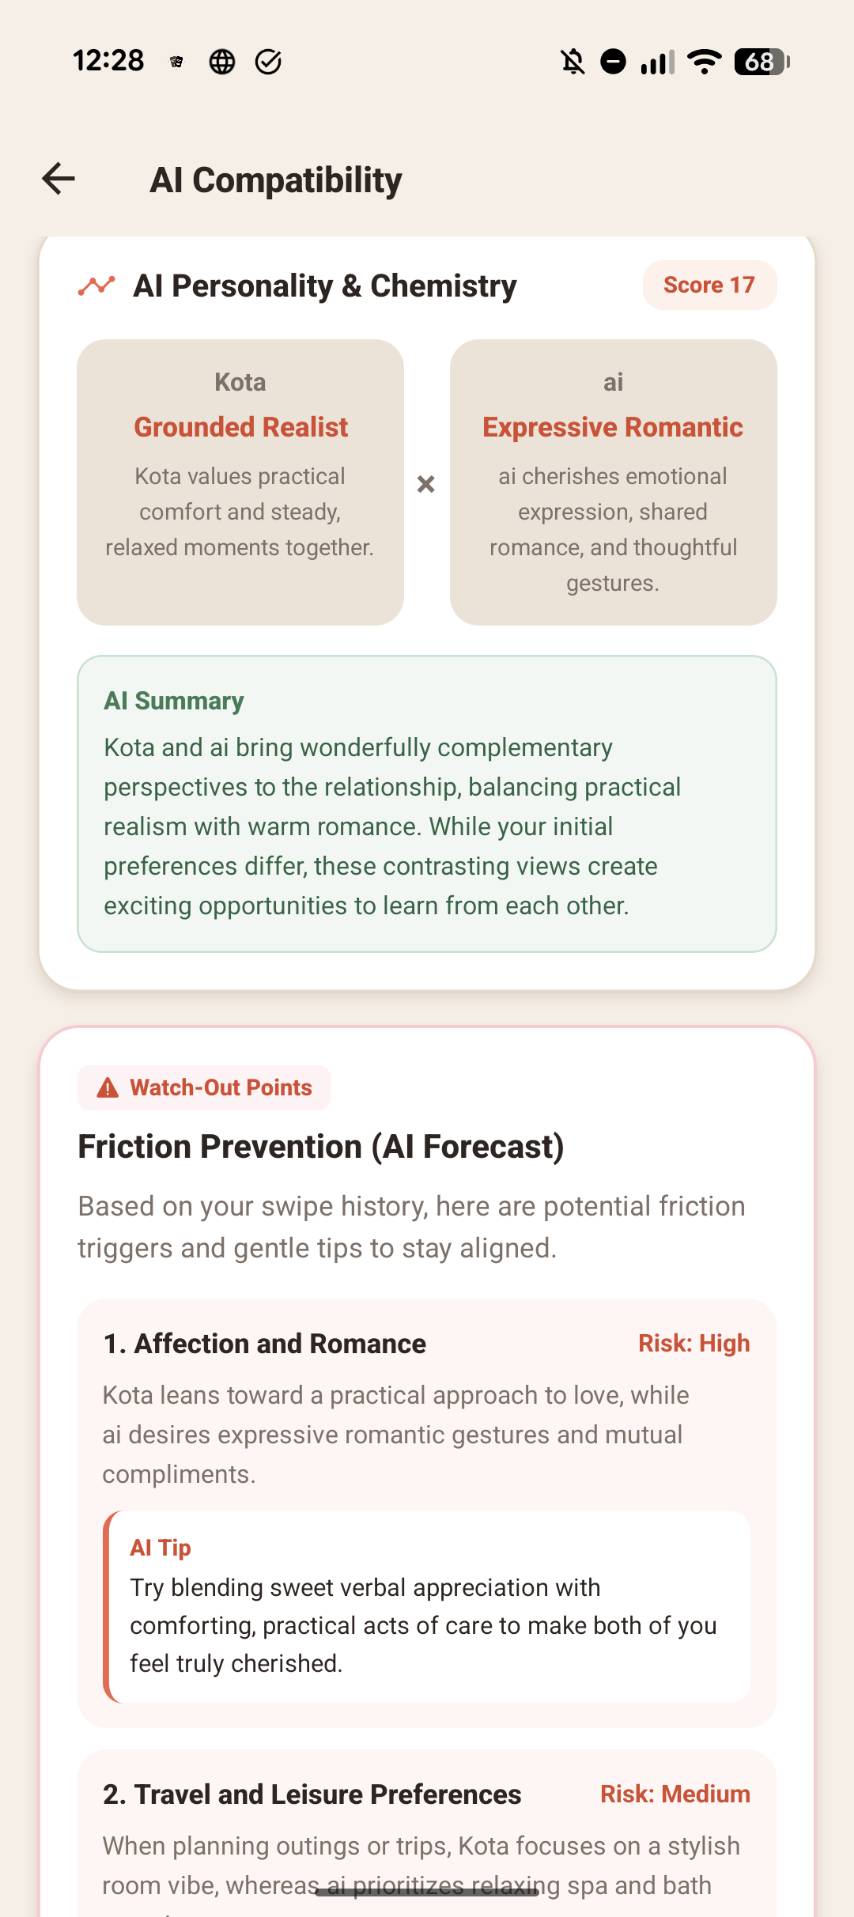 12:28
68
AI Compatibility
AI Personality & Chemistry
Score 17
Kota
Grounded Realist
Kota values practical
comfort and steady,
relaxed moments together.
×
ai
Expressive Romantic
ai cherishes emotional
expression, shared
romance, and thoughtful
gestures.
AI Summary
Kota and ai bring wonderfully complementary
perspectives to the relationship, balancing practical
realism with warm romance. While your initial
preferences differ, these contrasting views create
exciting opportunities to learn from each other.
Watch-Out Points
Friction Prevention (AI Forecast)
Based on your swipe history, here are potential friction
triggers and gentle tips to stay aligned.
1. Affection and Romance
Risk: High
Kota leans toward a practical approach to love, while
ai desires expressive romantic gestures and mutual
compliments.
AI Tip
Try blending sweet verbal appreciation with
comforting, practical acts of care to make both of you
feel truly cherished.
2. Travel and Leisure Preferences
Risk: Medium
When planning outings or trips, Kota focuses on a stylish
room vibe, whereas ai prioritizes relaxing spa and bath